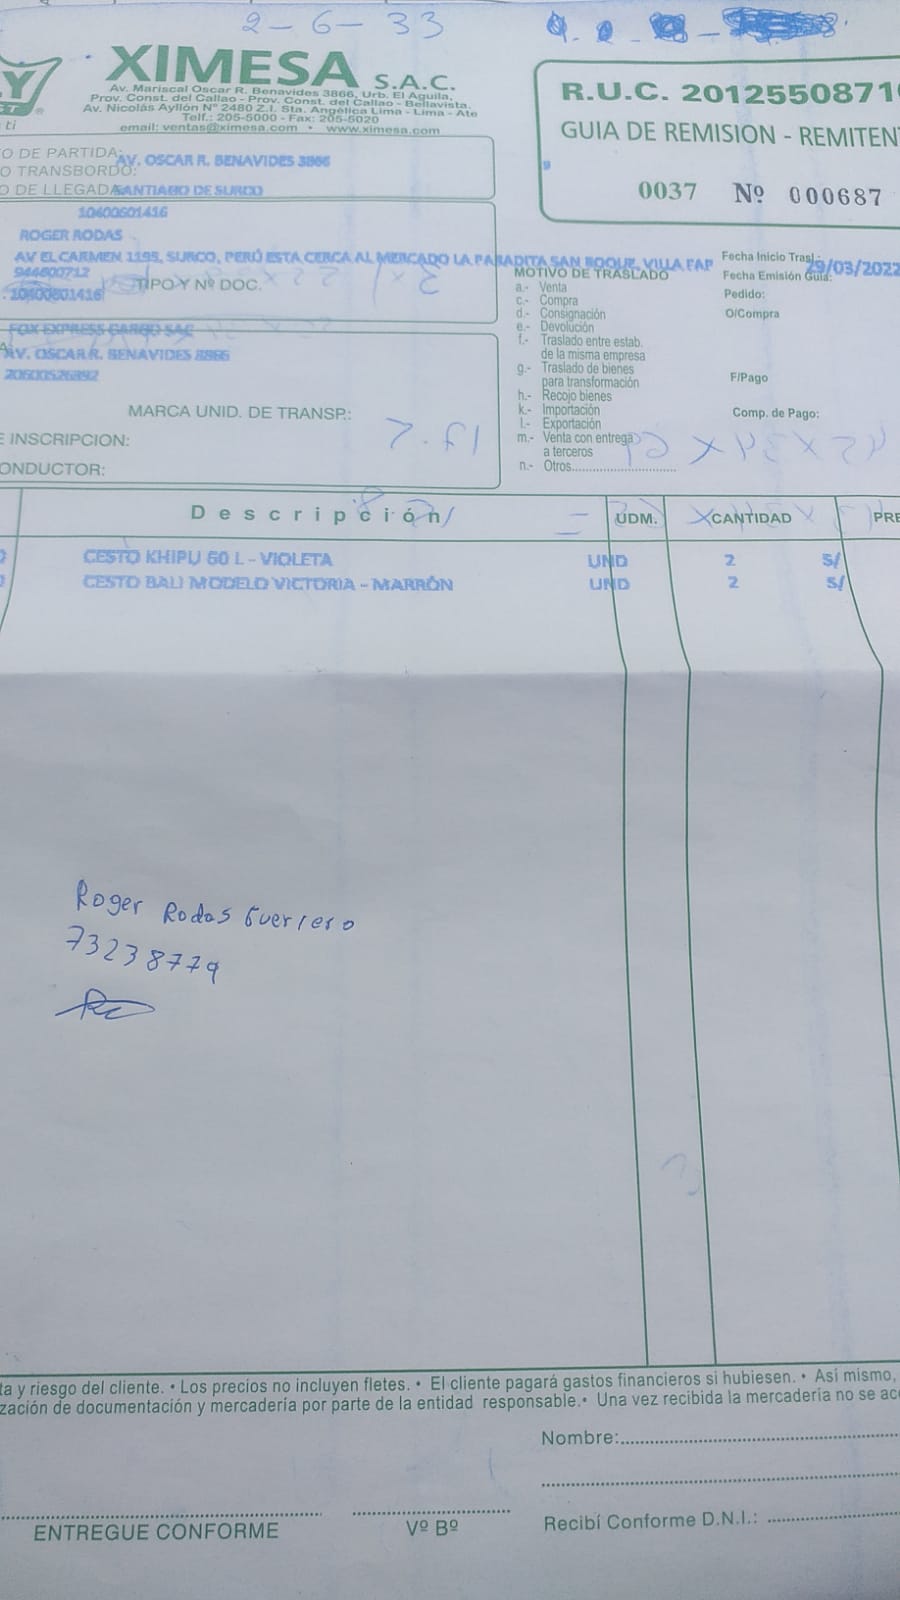 2-6-33
XIMESA S.A.C.
Av. Mariscal Oscar R. Benavides 3866, Urb. El Aguila,
Prov. Const. del Callao - Prov. Const. del Callao - Bellavista.
Av. Nicolás Ayllón Nº 2480 Z.I. Sta. Angélica Lima - Lima - Ate
Telf.: 205-5000 - Fax: 205-5020
email: ventas@ximesa.com • www.ximesa.com
R.U.C. 2012550871
GUIA DE REMISION - REMITEN
0037 Nº 000687
O DE PARTIDA: AV. OSCAR R. BENAVIDES 3866
O TRANSBORDO:
O DE LLEGADA SANTIAGO DE SURCO
10400601416
ROGER RODAS
AV EL CARMEN 1195, SURCO, PERÚ ESTA CERCA AL MERCADO LA PARADITA SAN ROQUE, VILLA FAP
944600712
10400601416 TIPO Y Nº DOC.
FOX EXPRESS CARGO SAC
AV. OSCAR R. BENAVIDES 3866
20600526892
MARCA UNID. DE TRANSP.:
E INSCRIPCION:
ONDUCTOR:
MOTIVO DE TRASLADO
a.- Venta
c.- Compra
d.- Consignación
e.- Devolución
f.- Traslado entre estab.
de la misma empresa
g.- Traslado de bienes
para transformación
h.- Recojo bienes
k.- Importación
l.- Exportación
m.- Venta con entrega
a terceros
n.- Otros
Fecha Inicio Trasl.:
Fecha Emisión Guia: 29/03/2022
Pedido:
O/Compra
F/Pago
Comp. de Pago:
Descripción UDM. CANTIDAD PRE
CESTO KHIPU 60 L - VIOLETA UND 2 S/
CESTO BALI MODELO VICTORIA - MARRÓN UND 2 S/
Roger Rodas Guerrero
73238779
ta y riesgo del cliente. • Los precios no incluyen fletes. • El cliente pagará gastos financieros si hubiesen. • Asi mismo,
zación de documentación y mercadería por parte de la entidad responsable. • Una vez recibida la mercadería no se ac
Nombre:
ENTREGUE CONFORME
Vº Bº
Recibí Conforme D.N.I.: